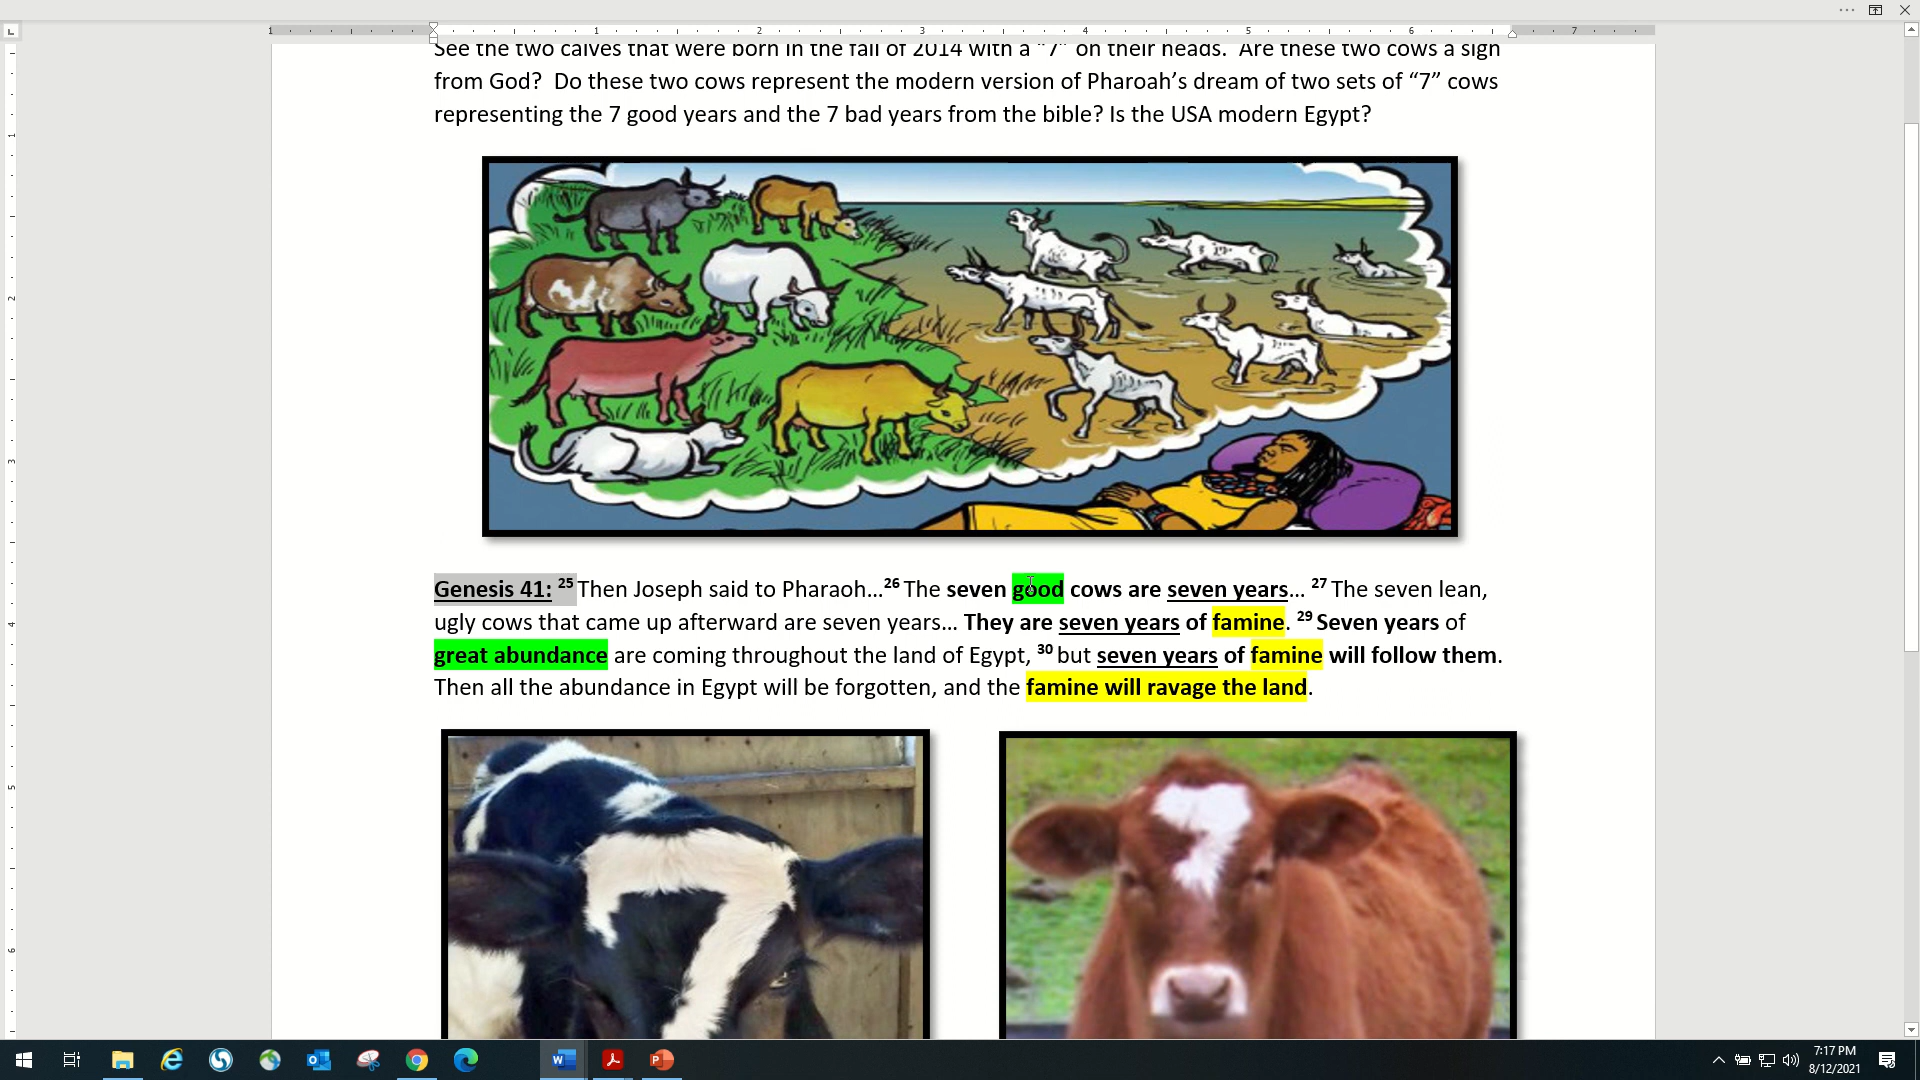 See the two calves that were born in the fall of 2014 with a “7” on their heads.  Are these two cows a sign
from God?  Do these two cows represent the modern version of Pharoah’s dream of two sets of “7” cows
representing the 7 good years and the 7 bad years from the bible? Is the USA modern Egypt?
Genesis 41: 25 Then Joseph said to Pharaoh…26 The seven good cows are seven years… 27 The seven lean,
ugly cows that came up afterward are seven years… They are seven years of famine. 29 Seven years of
great abundance are coming throughout the land of Egypt, 30 but seven years of famine will follow them.
Then all the abundance in Egypt will be forgotten, and the famine will ravage the land.
7:17 PM
8/12/2021